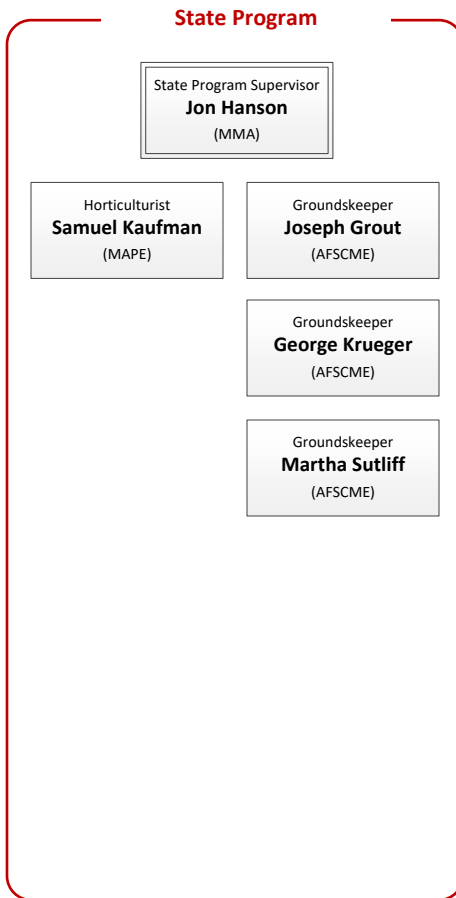 State Program
State Program Supervisor
Jon Hanson
(MMA)
Horticulturist
Samuel Kaufman
(MAPE)
Groundskeeper
Joseph Grout
(AFSCME)
Groundskeeper
George Krueger
(AFSCME)
Groundskeeper
Martha Sutliff
(AFSCME)